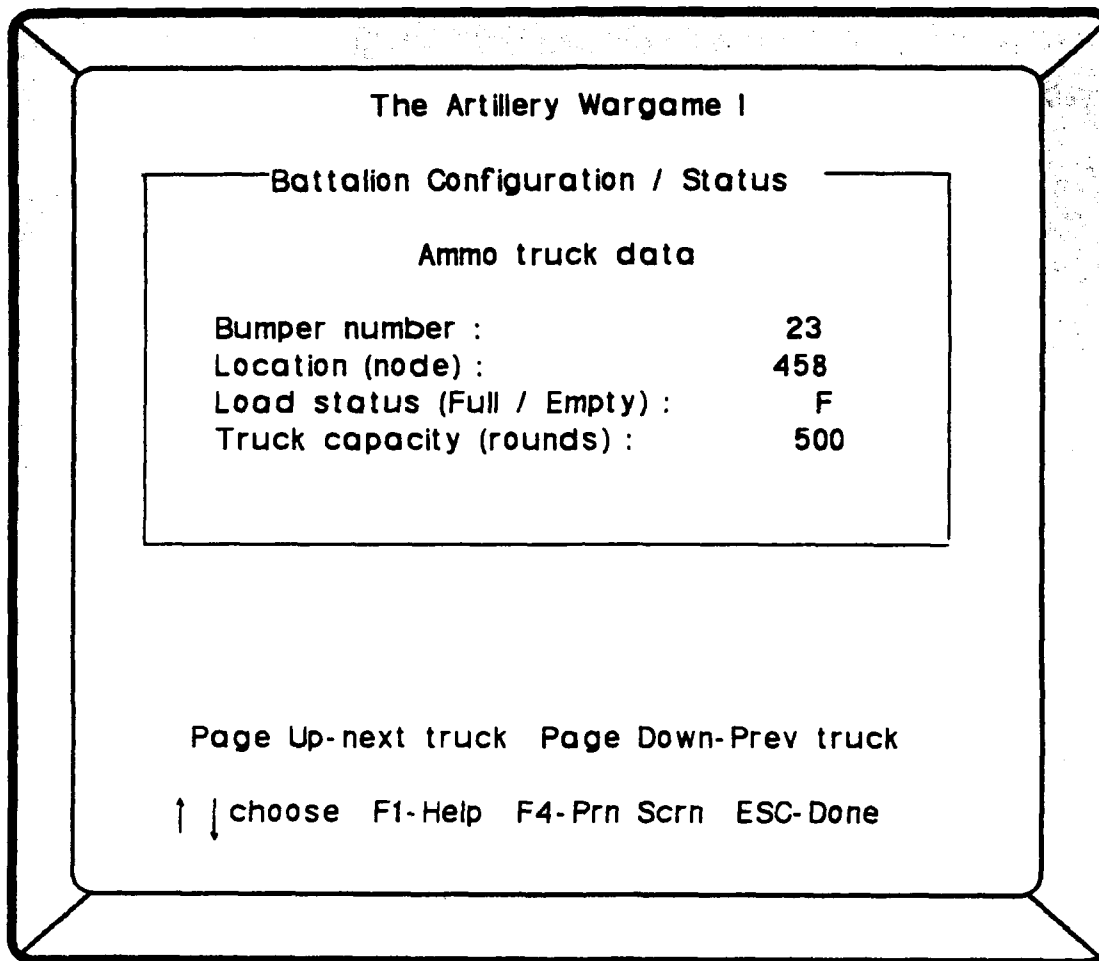 The Artillery Wargame I
Battalion Configuration / Status
Ammo truck data
Bumper number : 23
Location (node) : 458
Load status (Full / Empty) : F
Truck capacity (rounds) : 500
Page Up-next truck Page Down-Prev truck
↑ ↓ choose F1-Help F4-Prn Scrn ESC-Done